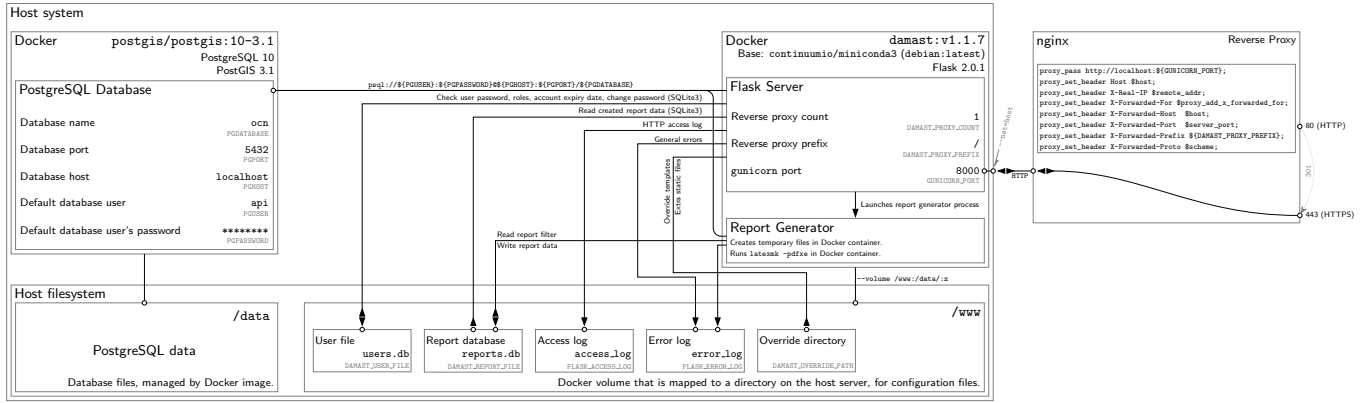 Host system
Docker postgis/postgis:10-3.1
PostgreSQL 10
PostGIS 3.1
PostgreSQL Database
Database name ocn
PGDATABASE
Database port 5432
PGPORT
Database host localhost
PGHOST
Default database user api
PGUSER
Default database user's password ********
PGPASSWORD
psql://${PGUSER}:${PGPASSWORD}@${PGHOST}:${PGPORT}/${PGDATABASE}
Check user password, roles, account expiry date, change password (SQLite3)
Read created report data (SQLite3)
HTTP access log
General errors
Override templates
Extra static files
Read report filter
Write report data
Docker damast:v1.1.7
Base: continuumio/miniconda3 (debian:latest)
Flask 2.0.1
Flask Server
Reverse proxy count 1
DAMAST_PROXY_COUNT
Reverse proxy prefix /
DAMAST_PROXY_PREFIX
gunicorn port 8000
GUNICORN_PORT
Launches report generator process
Report Generator
Creates temporary files in Docker container.
Runs latexmk -pdfxe in Docker container.
--volume /www:/data/:z
--net=host
HTTP
nginx Reverse Proxy
proxy_pass http://localhost:${GUNICORN_PORT};
proxy_set_header Host $host;
proxy_set_header X-Real-IP $remote_addr;
proxy_set_header X-Forwarded-For $proxy_add_x_forwarded_for;
proxy_set_header X-Forwarded-Host $host;
proxy_set_header X-Forwarded-Port $server_port;
proxy_set_header X-Forwarded-Prefix ${DAMAST_PROXY_PREFIX};
proxy_set_header X-Forwarded-Proto $scheme;
80 (HTTP)
301
443 (HTTPS)
Host filesystem
/data
PostgreSQL data
Database files, managed by Docker image.
/www
User file
users.db
DAMAST_USER_FILE
Report database
reports.db
DAMAST_REPORT_FILE
Access log
access_log
FLASK_ACCESS_LOG
Error log
error_log
FLASK_ERROR_LOG
Override directory
DAMAST_OVERRIDE_PATH
Docker volume that is mapped to a directory on the host server, for configuration files.